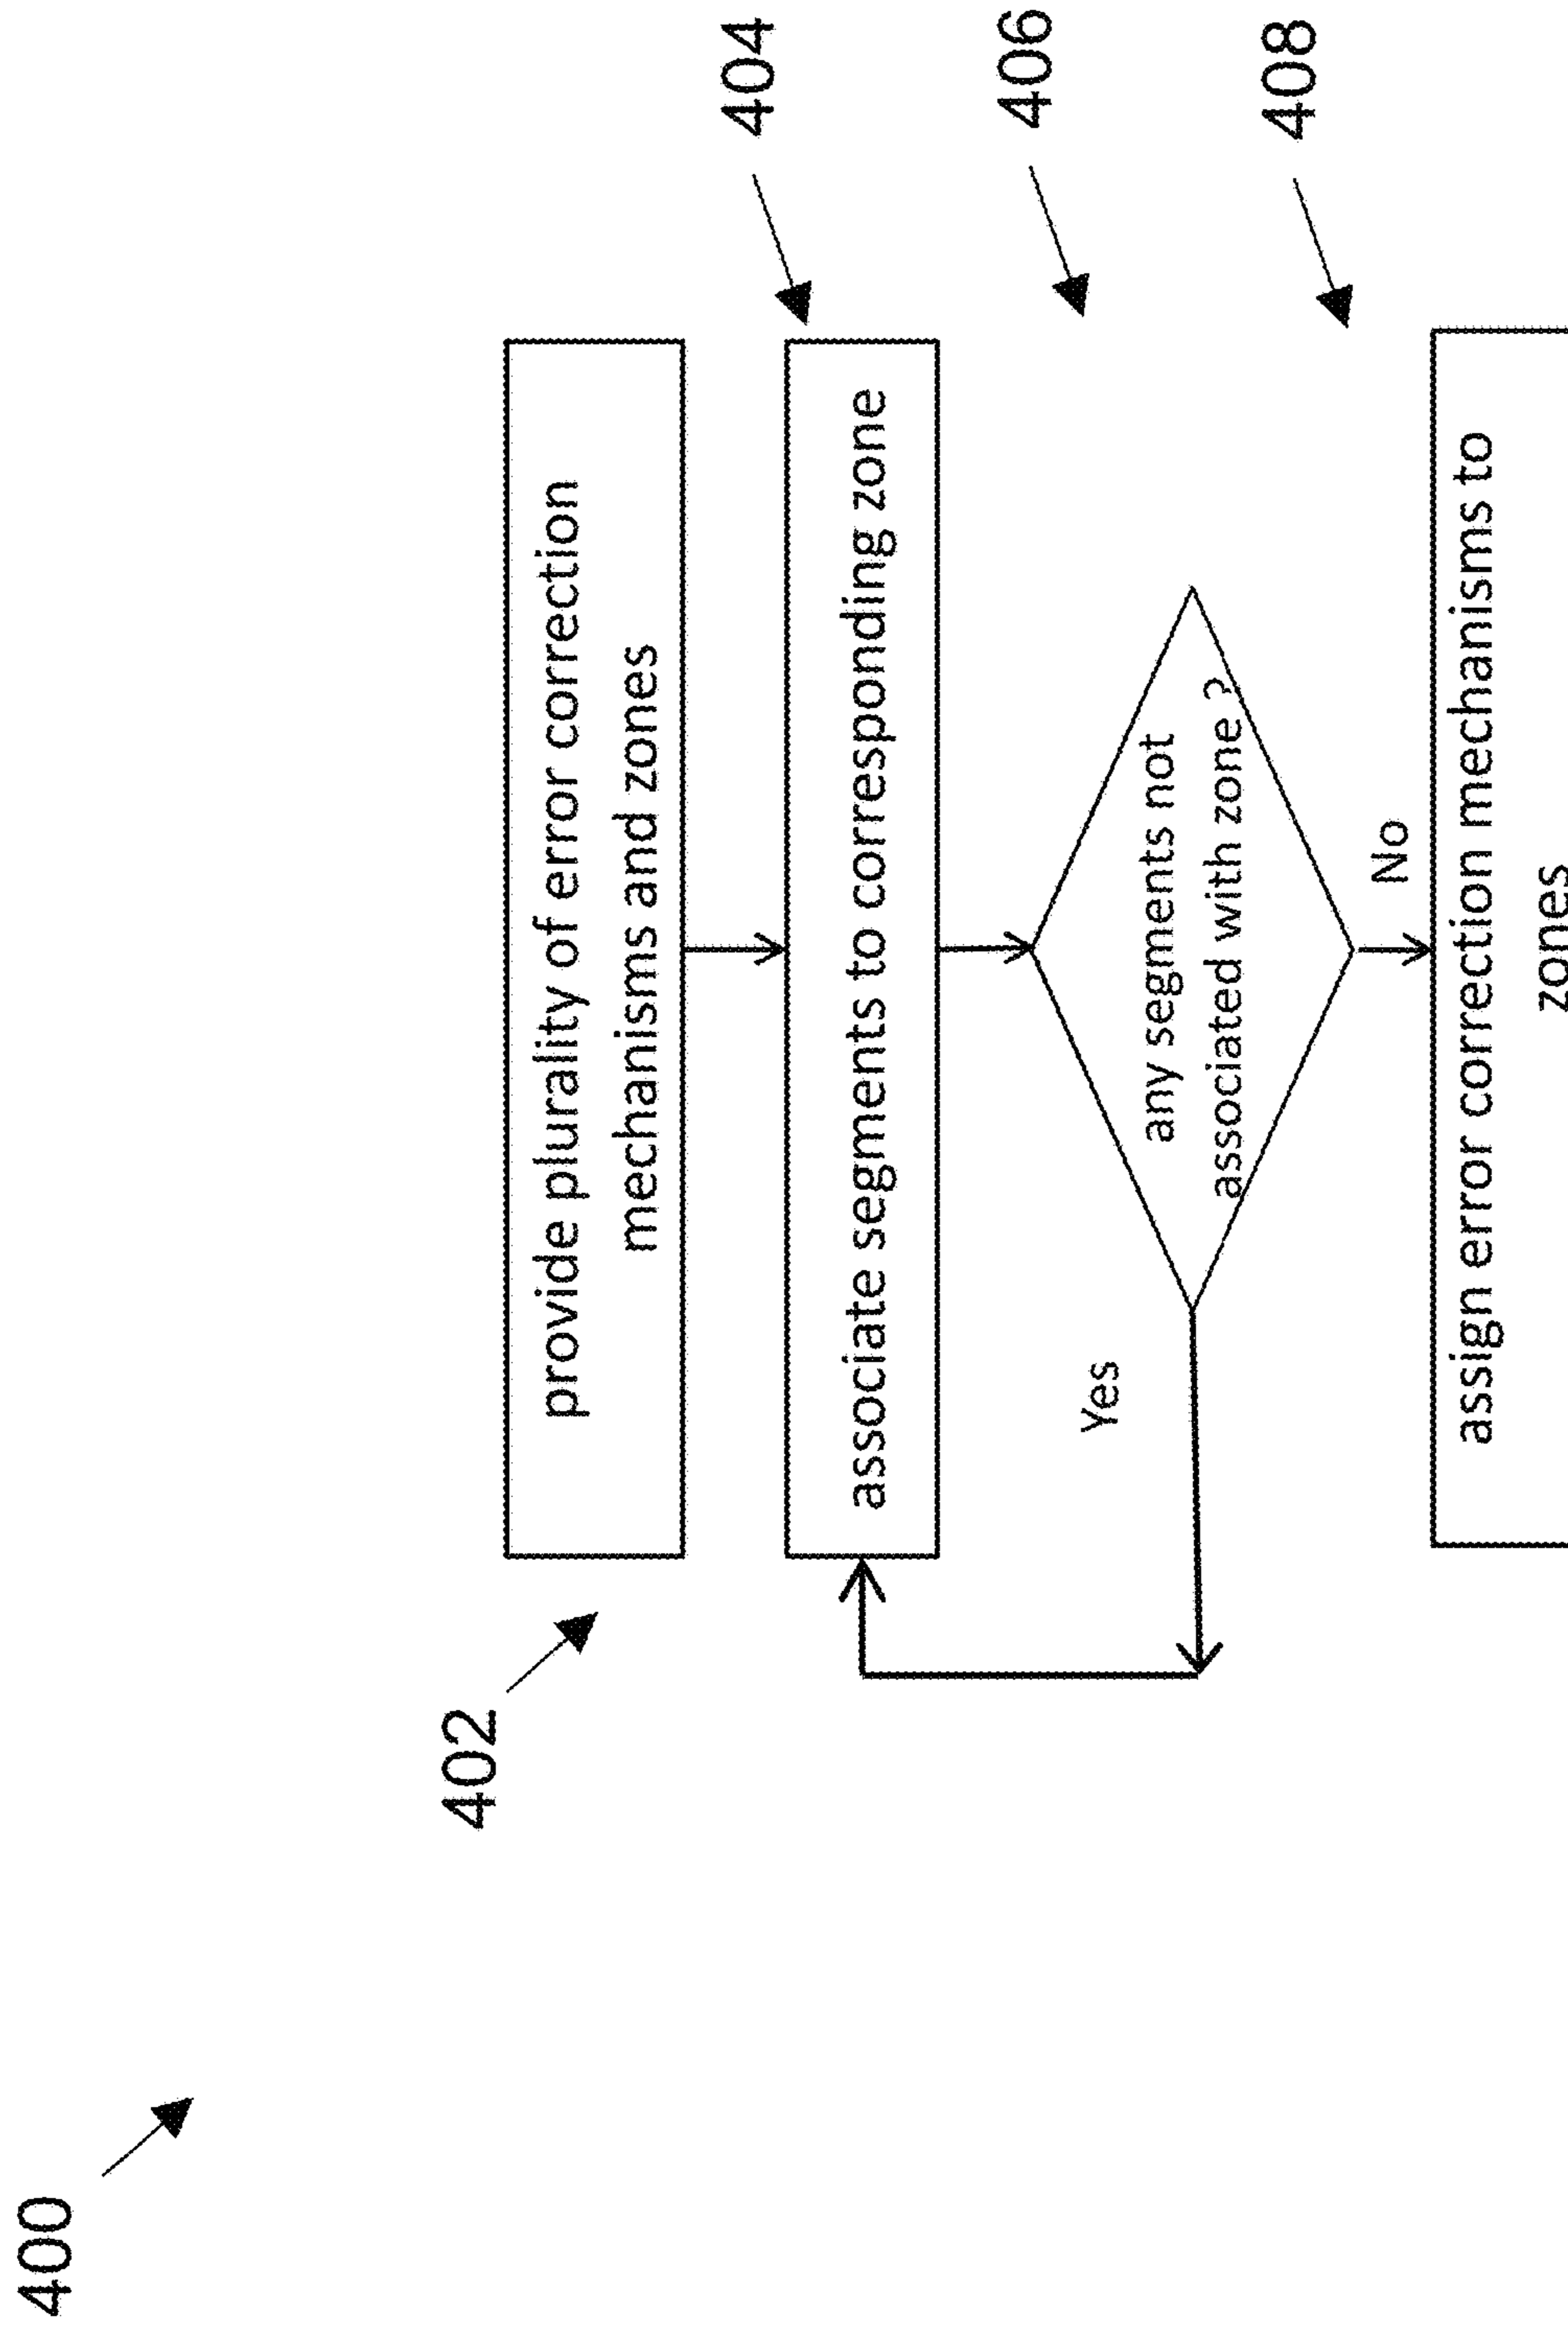 400
402
provide plurality of error correction
mechanisms and zones
404
associate segments to corresponding zone
406
any segments not
associated with zone ?
Yes
No
408
assign error correction mechanisms to
zones